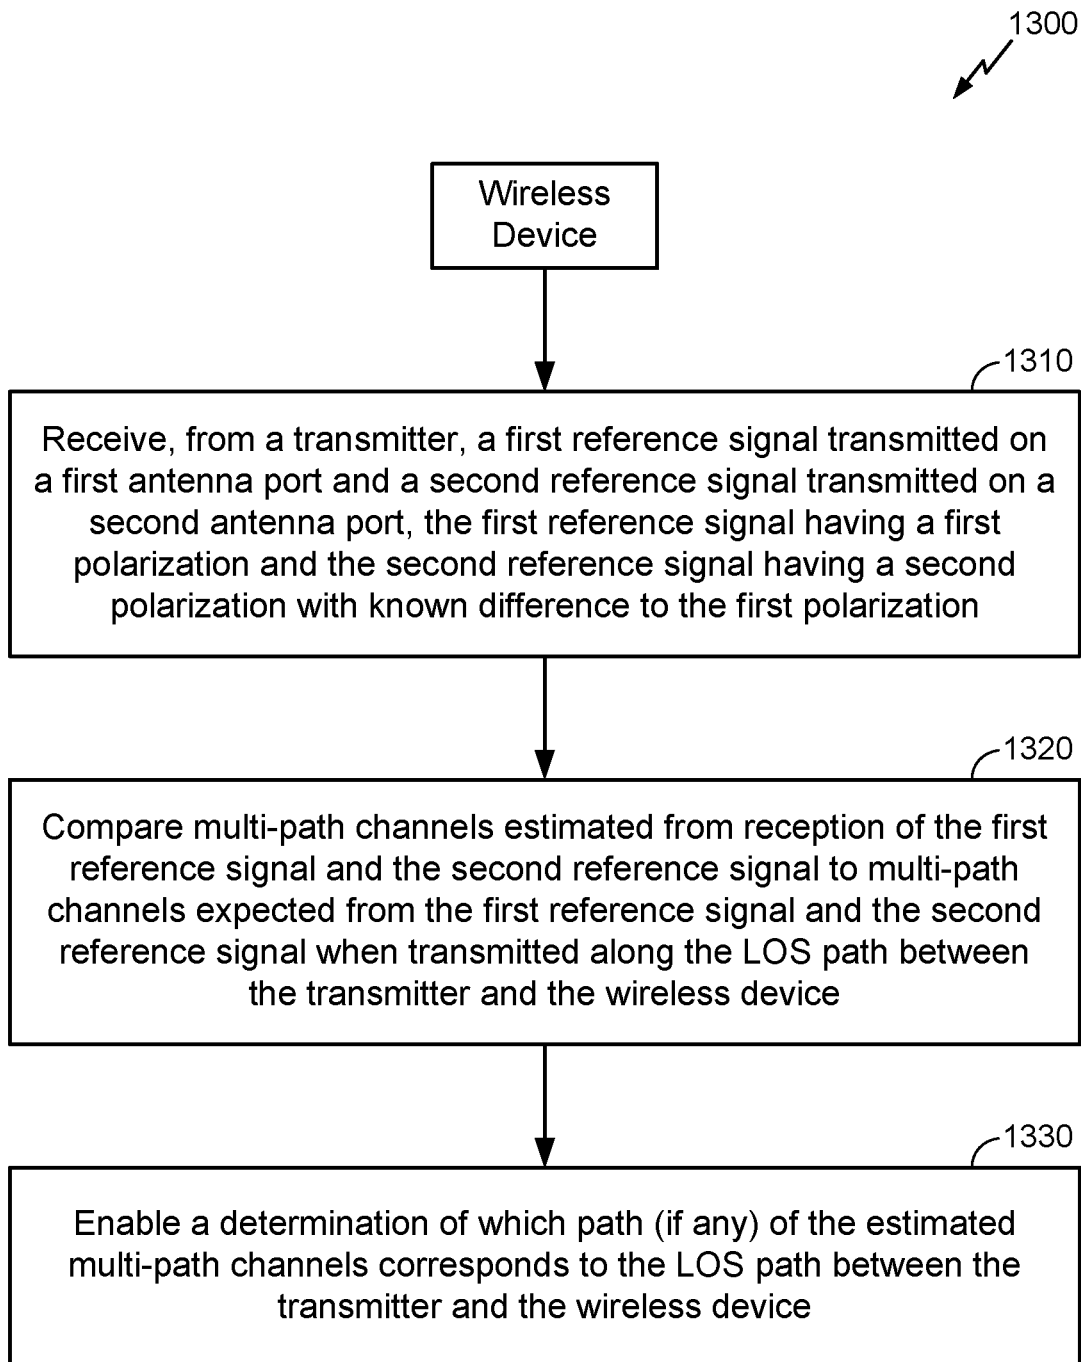 1300
Wireless
Device
1310
Receive, from a transmitter, a first reference signal transmitted on
a first antenna port and a second reference signal transmitted on a
second antenna port, the first reference signal having a first
polarization and the second reference signal having a second
polarization with known difference to the first polarization
1320
Compare multi-path channels estimated from reception of the first
reference signal and the second reference signal to multi-path
channels expected from the first reference signal and the second
reference signal when transmitted along the LOS path between
the transmitter and the wireless device
1330
Enable a determination of which path (if any) of the estimated
multi-path channels corresponds to the LOS path between the
transmitter and the wireless device